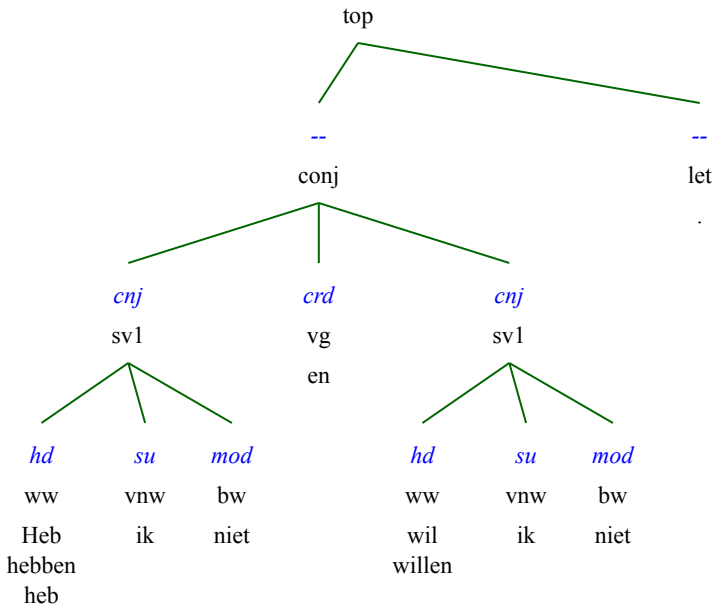 top
-- --
conj let
.
cnj crd cnj
sv1 vg sv1
en
hd su mod hd su mod
ww vnw bw ww vnw bw
Heb ik niet wil ik niet
hebben willen
heb